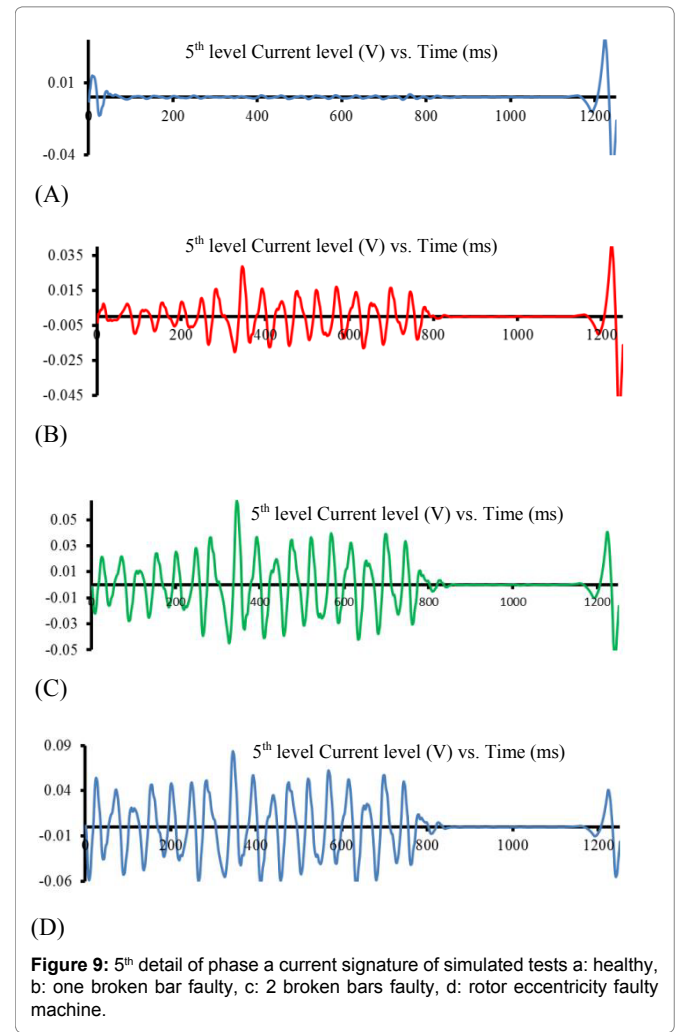 5th level Current level (V) vs. Time (ms)
0.01
0 200 400 600 800 1000 1200
-0.04
(A)
5th level Current level (V) vs. Time (ms)
0.035
0.015
-0.005
0 200 400 600 800 1000 1200
-0.025
-0.045
(B)
5th level Current level (V) vs. Time (ms)
0.05
0.03
0.01
0 200 400 600 800 1000 1200
-0.01
-0.03
-0.05
(C)
5th level Current level (V) vs. Time (ms)
0.09
0.04
-0.01
0 200 400 600 800 1000 1200
-0.06
(D)
Figure 9: 5th detail of phase a current signature of simulated tests a: healthy,
b: one broken bar faulty, c: 2 broken bars faulty, d: rotor eccentricity faulty
machine.